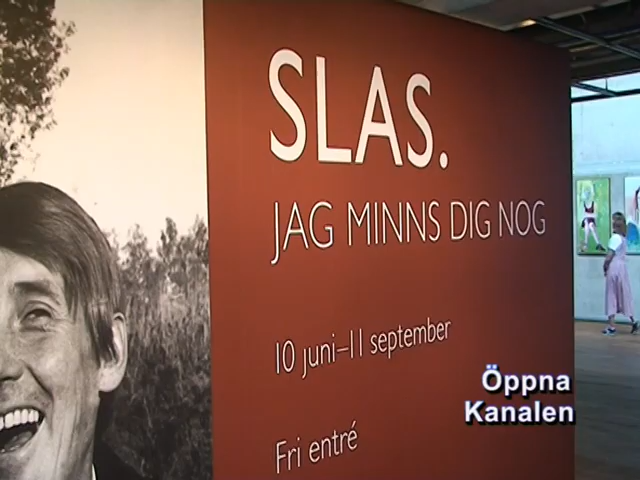 SLAS.
JAG MINNS DIG NOG
10 juni–11 september
Fri entré
Öppna
Kanalen